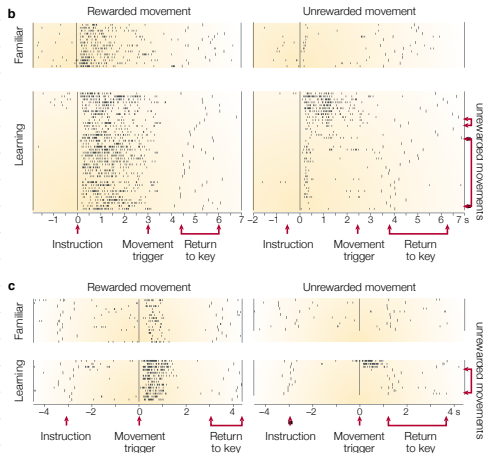 b
Rewarded movement Unrewarded movement
Familiar
Learning
unrewarded movements
−1 0 1 2 3 4 5 6 7 −2 −1 0 1 2 3 4 5 6 7 s
Instruction Movement trigger Return to key Instruction Movement trigger Return to key
c
Rewarded movement Unrewarded movement
Familiar
Learning
unrewarded movements
−4 −2 0 2 4 −4 −2 0 2 4 s
Instruction Movement trigger Return to key Instruction Movement trigger Return to key